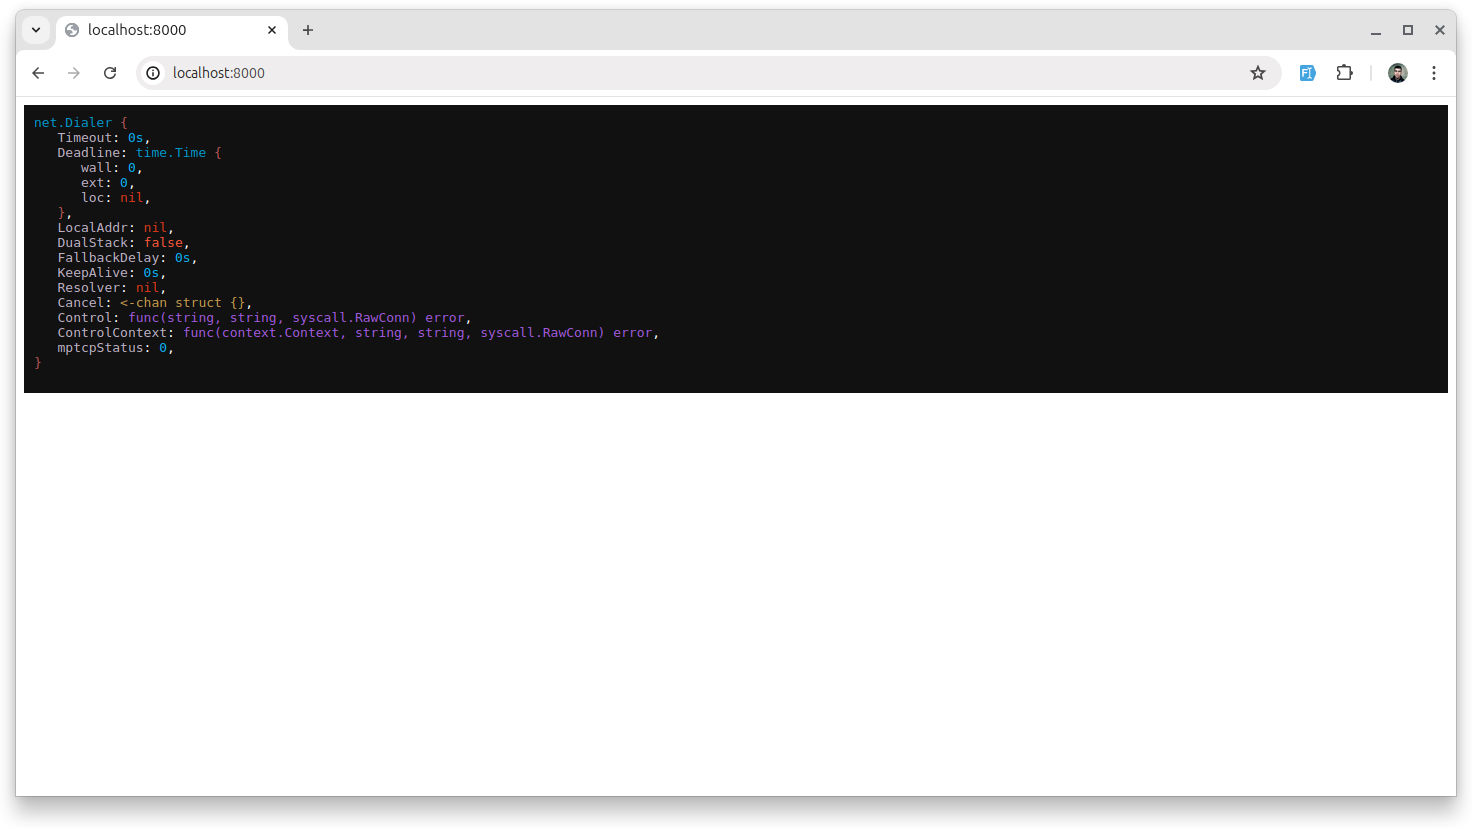 localhost:8000
localhost:8000
net.Dialer {
   Timeout: 0s,
   Deadline: time.Time {
      wall: 0,
      ext: 0,
      loc: nil,
   },
   LocalAddr: nil,
   DualStack: false,
   FallbackDelay: 0s,
   KeepAlive: 0s,
   Resolver: nil,
   Cancel: <-chan struct {},
   Control: func(string, string, syscall.RawConn) error,
   ControlContext: func(context.Context, string, string, syscall.RawConn) error,
   mptcpStatus: 0,
}